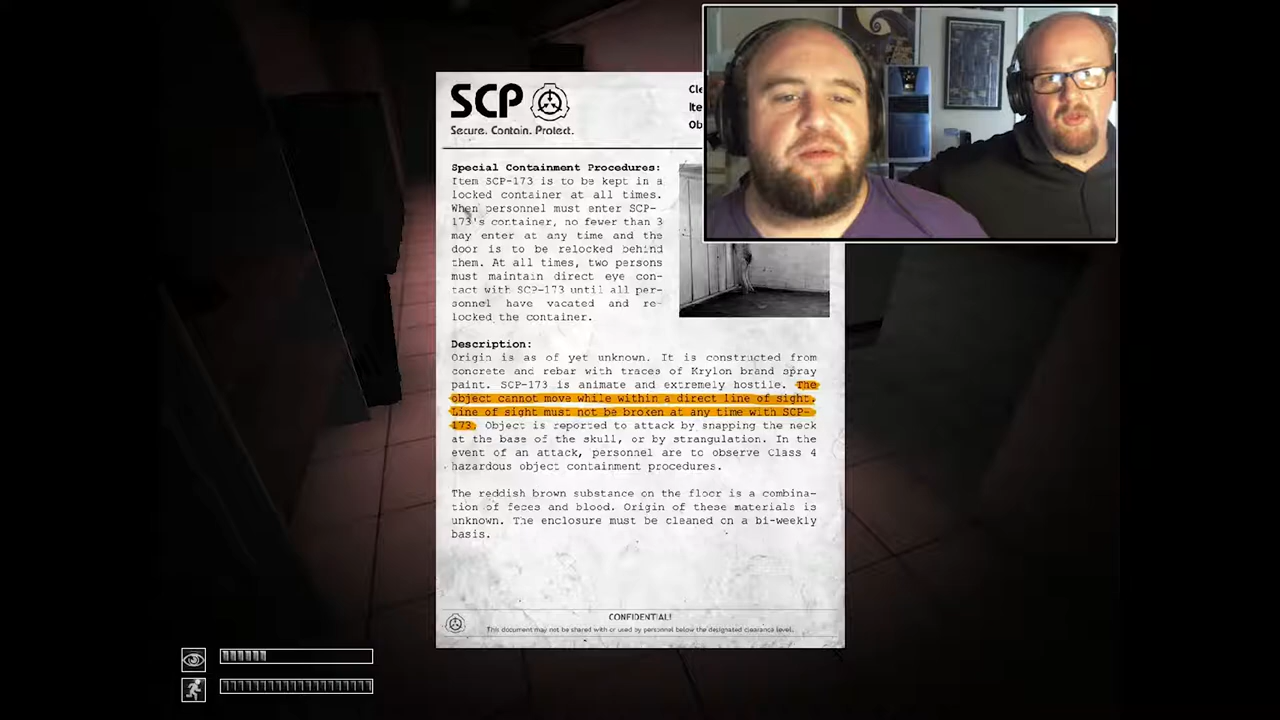 SCP
Secure. Contain. Protect.
Cle
Ite
Ob
Special Containment Procedures:
Item SCP-173 is to be kept in a
locked container at all times.
When personnel must enter SCP-
173's container, no fewer than 3
may enter at any time and the
door is to be relocked behind
them. At all times, two persons
must maintain direct eye con-
tact with SCP-173 until all per-
sonnel have vacated and re-
locked the container.
Description:
Origin is as of yet unknown. It is constructed from
concrete and rebar with traces of Krylon brand spray
paint. SCP-173 is animate and extremely hostile. The
object cannot move while within a direct line of sight.
Line of sight must not be broken at any time with SCP-
173. Object is reported to attack by snapping the neck
at the base of the skull, or by strangulation. In the
event of an attack, personnel are to observe Class 4
hazardous object containment procedures.
The reddish brown substance on the floor is a combina-
tion of feces and blood. Origin of these materials is
unknown. The enclosure must be cleaned on a bi-weekly
basis.
CONFIDENTIAL!
This document may not be shared with or used by personnel below the designated clearance level.